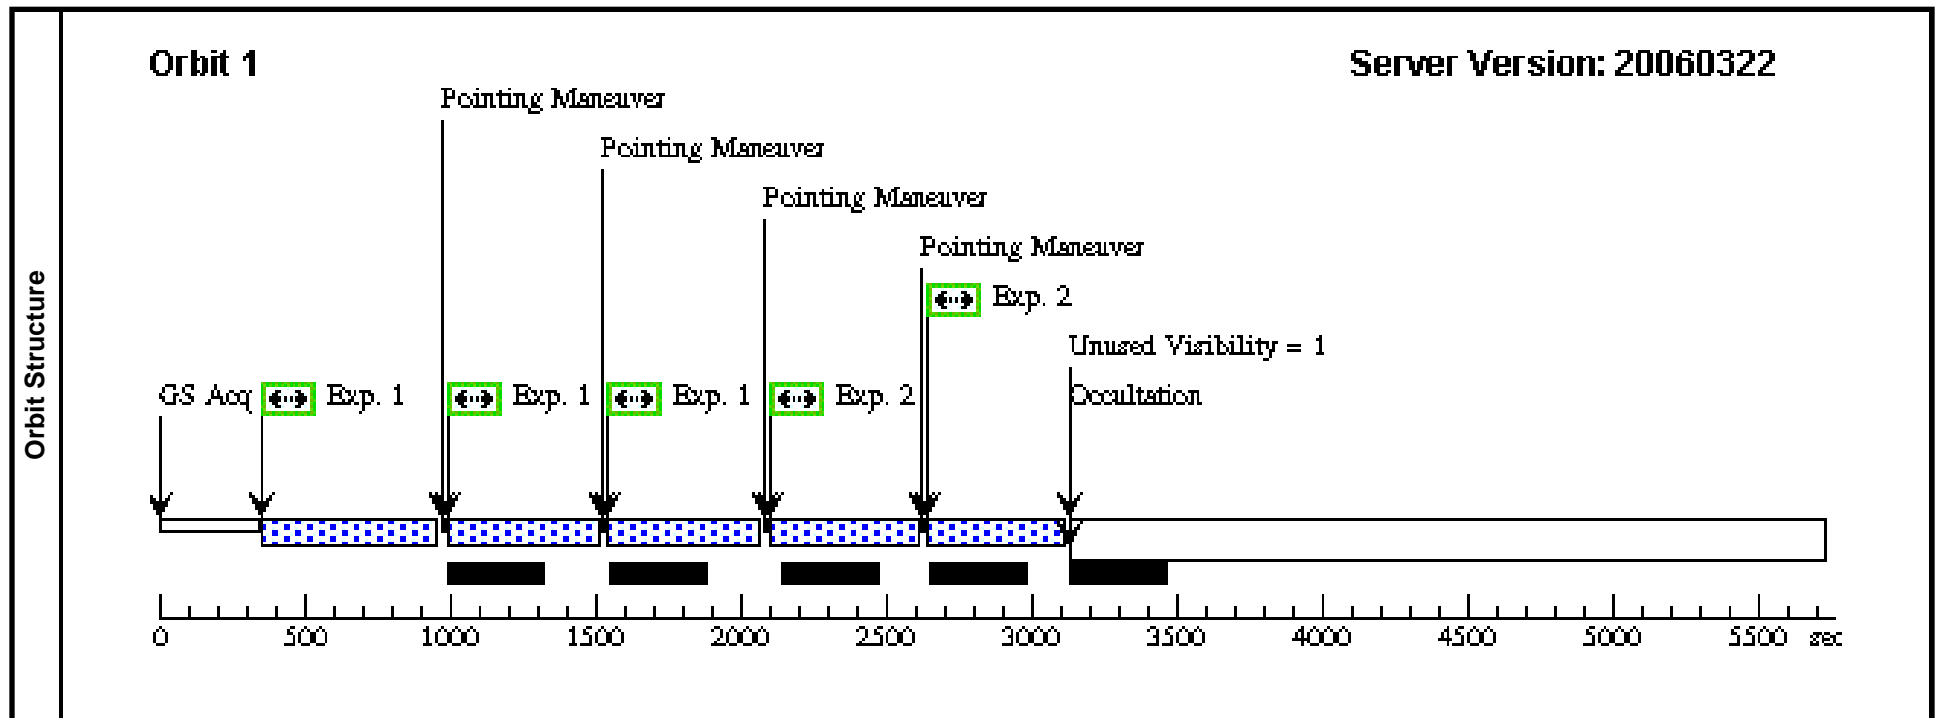 Orbit 1
Server Version: 20060322
Pointing Maneuver
Pointing Maneuver
Pointing Maneuver
Pointing Maneuver
Exp. 2
Unused Visibility = 1
GS Acq
Exp. 1
Exp. 1
Exp. 1
Exp. 2
Occultation
Orbit Structure
0 500 1000 1500 2000 2500 3000 3500 4000 4500 5000 5500 sec